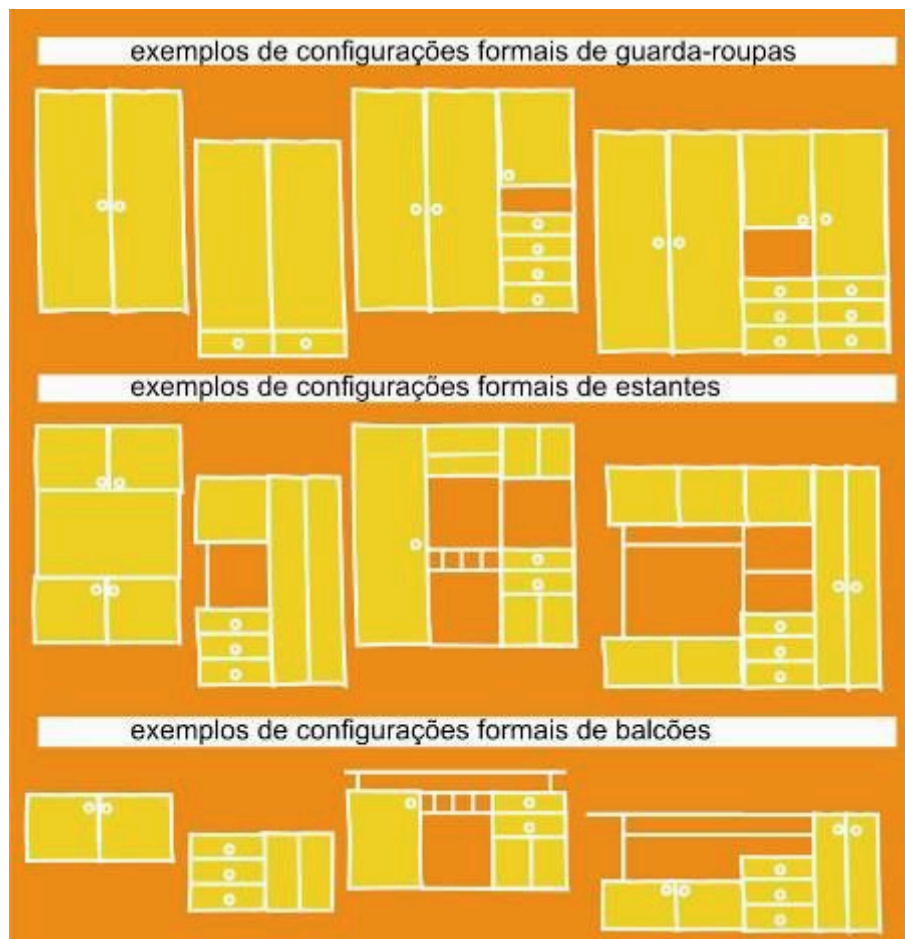 exemplos de configurações formais de guarda-roupas
exemplos de configurações formais de estantes
exemplos de configurações formais de balcões